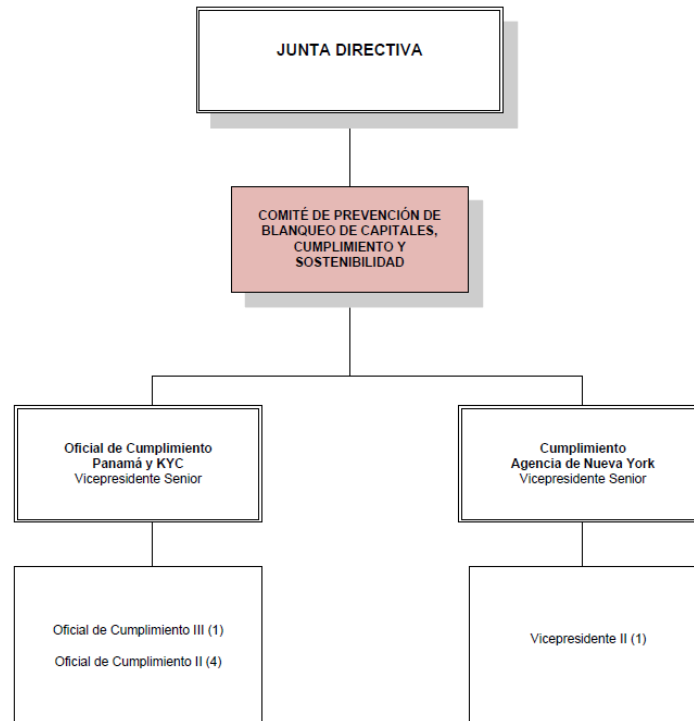 JUNTA DIRECTIVA
COMITÉ DE PREVENCIÓN DE
BLANQUEO DE CAPITALES,
CUMPLIMIENTO Y
SOSTENIBILIDAD
Oficial de Cumplimiento
Panamá y KYC
Vicepresidente Senior
Cumplimiento
Agencia de Nueva York
Vicepresidente Senior
Oficial de Cumplimiento III (1)
Oficial de Cumplimiento II (4)
Vicepresidente II (1)